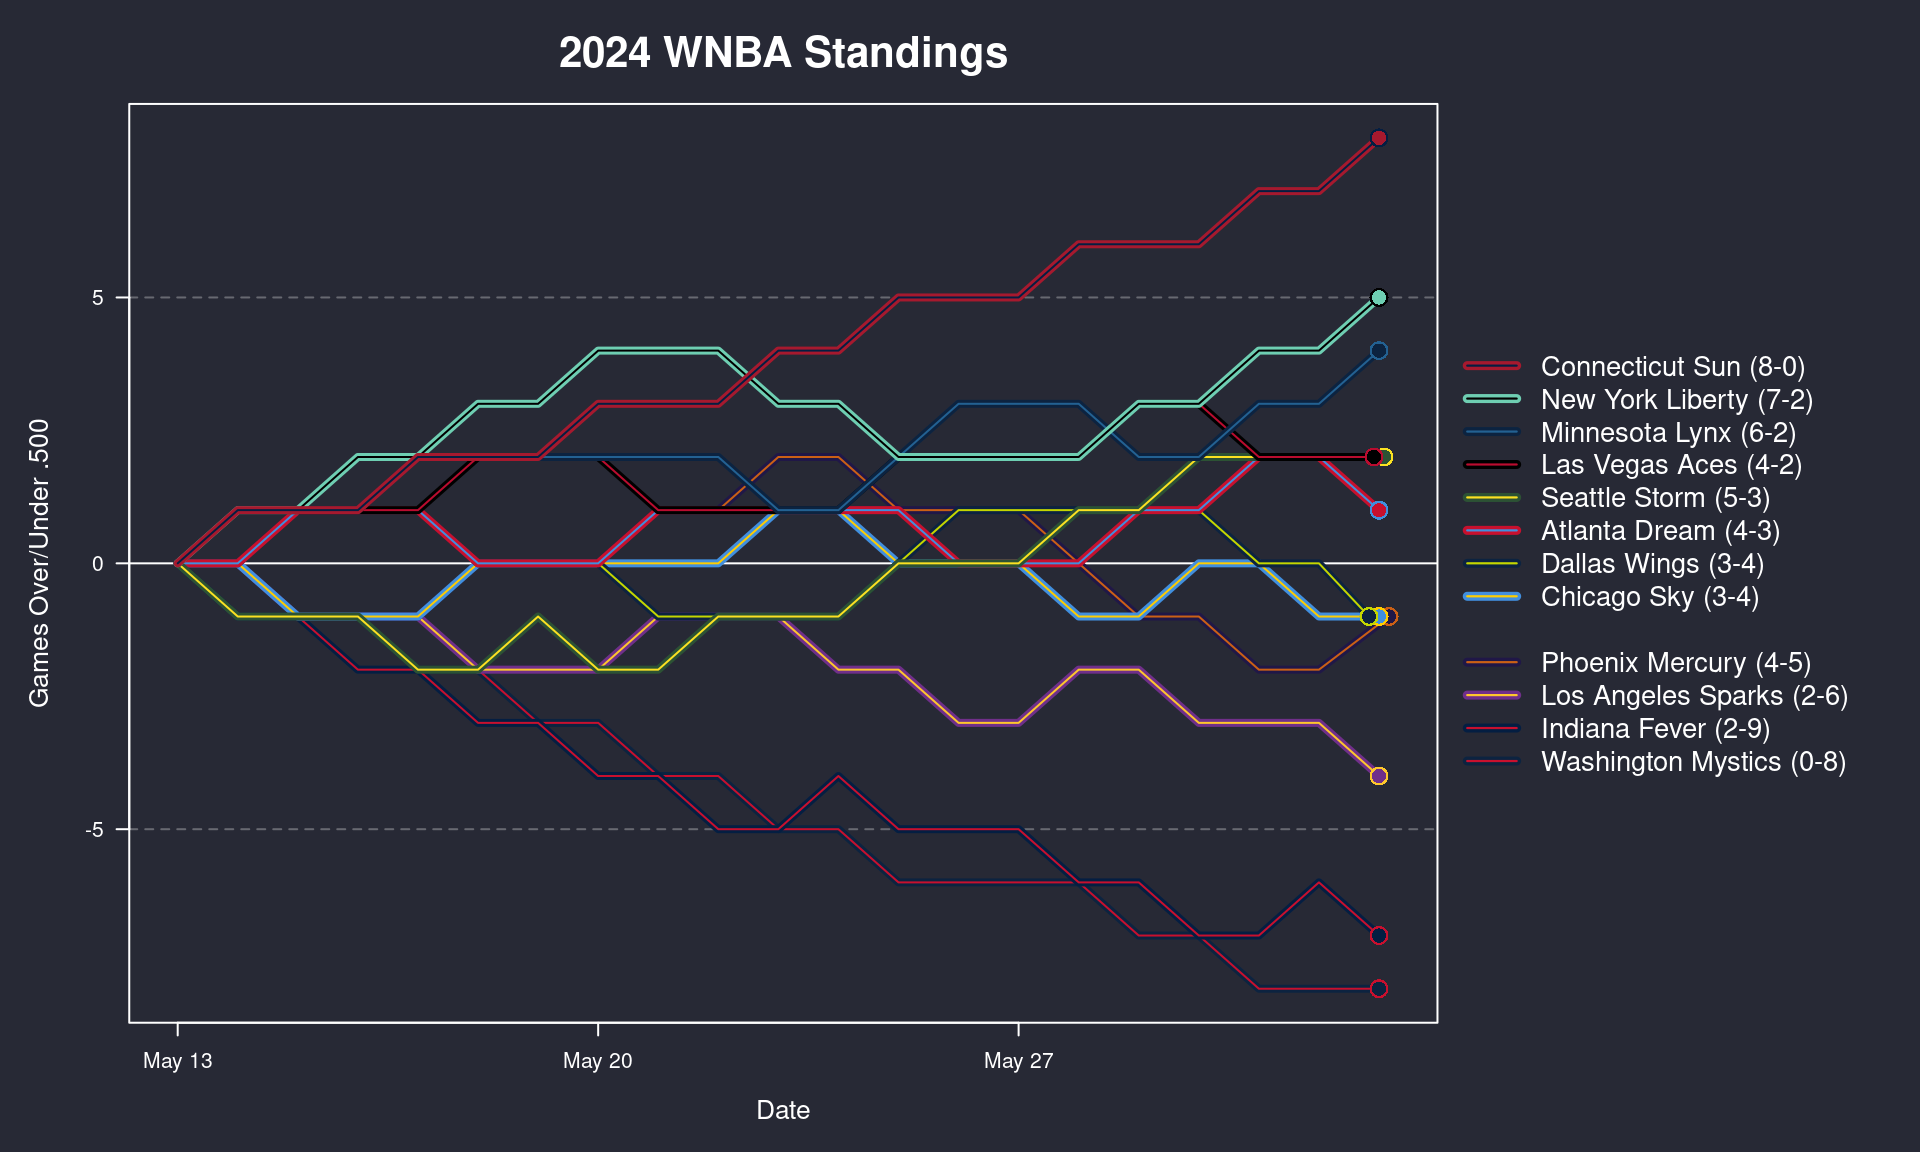 2024 WNBA Standings
Games Over/Under .500
5
0
-5
May 13
May 20
May 27
Date
Connecticut Sun (8-0)
New York Liberty (7-2)
Minnesota Lynx (6-2)
Las Vegas Aces (4-2)
Seattle Storm (5-3)
Atlanta Dream (4-3)
Dallas Wings (3-4)
Chicago Sky (3-4)
Phoenix Mercury (4-5)
Los Angeles Sparks (2-6)
Indiana Fever (2-9)
Washington Mystics (0-8)